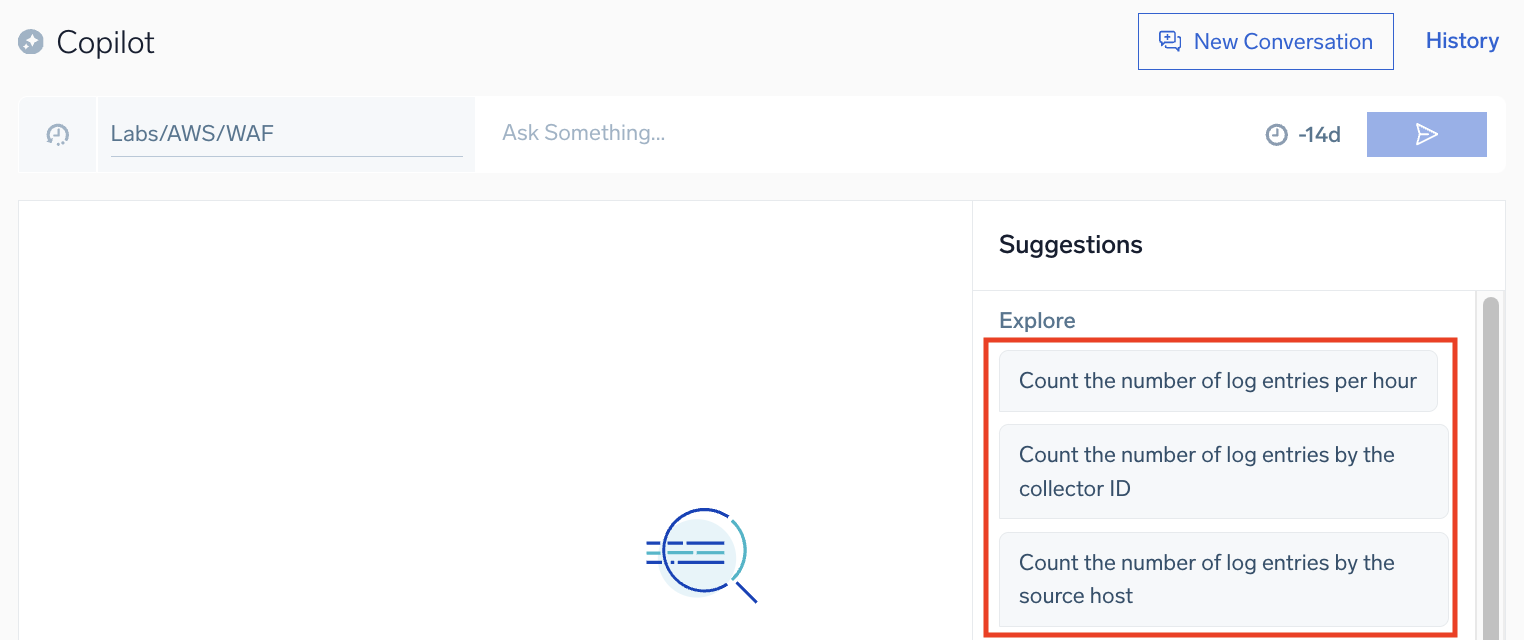 Copilot
New Conversation
History
Labs/AWS/WAF
Ask Something...
-14d
Suggestions
Explore
Count the number of log entries per hour
Count the number of log entries by the
collector ID
Count the number of log entries by the
source host